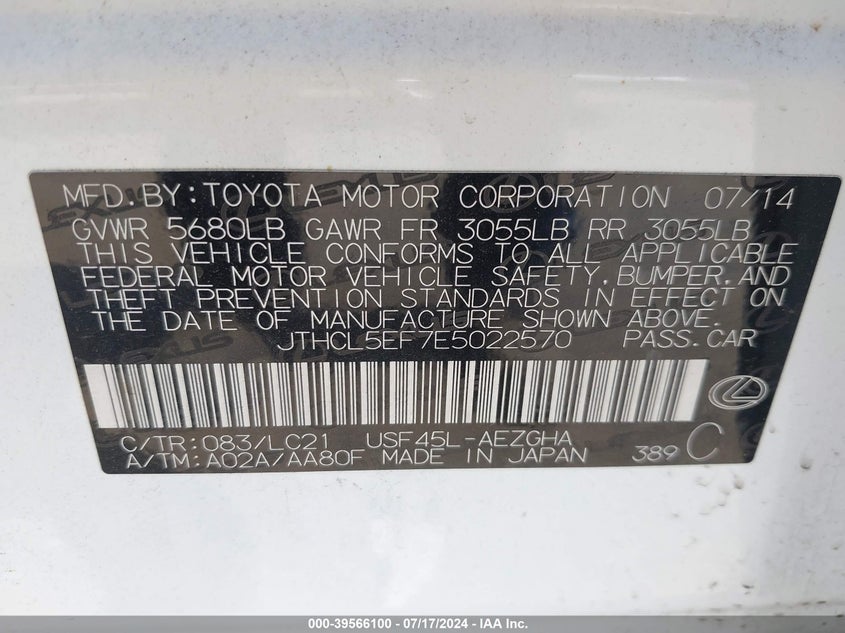 MFD.BY:TOYOTA MOTOR CORPORATION 07/14
GVWR 5680LB GAWR FR 3055LB RR 3055LB
THIS VEHICLE CONFORMS TO ALL APPLICABLE
FEDERAL MOTOR VEHICLE SAFETY,BUMPER,AND
THEFT PREVENTION STANDARDS IN EFFECT ON
THE DATE OF MANUFACTURE SHOWN ABOVE.
JTHCL5EF7E5022570 PASS.CAR
C/TR:083/LC21 USF45L-AEZGHA
A/TM:A02A/AA80F MADE IN JAPAN 389 C
000-39566100 / 07/17/2024 - IAA Inc.